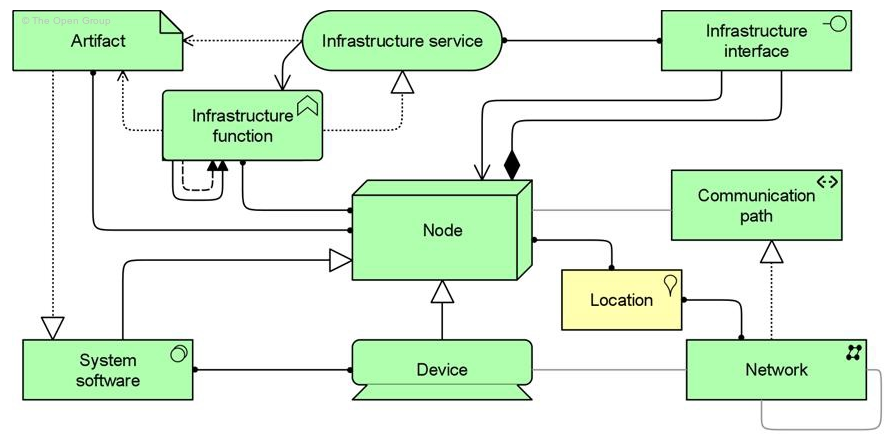 © The Open Group
Artifact
Infrastructure service
Infrastructure
interface
Infrastructure
function
Communication
path
Node
Location
System
software
Device
Network